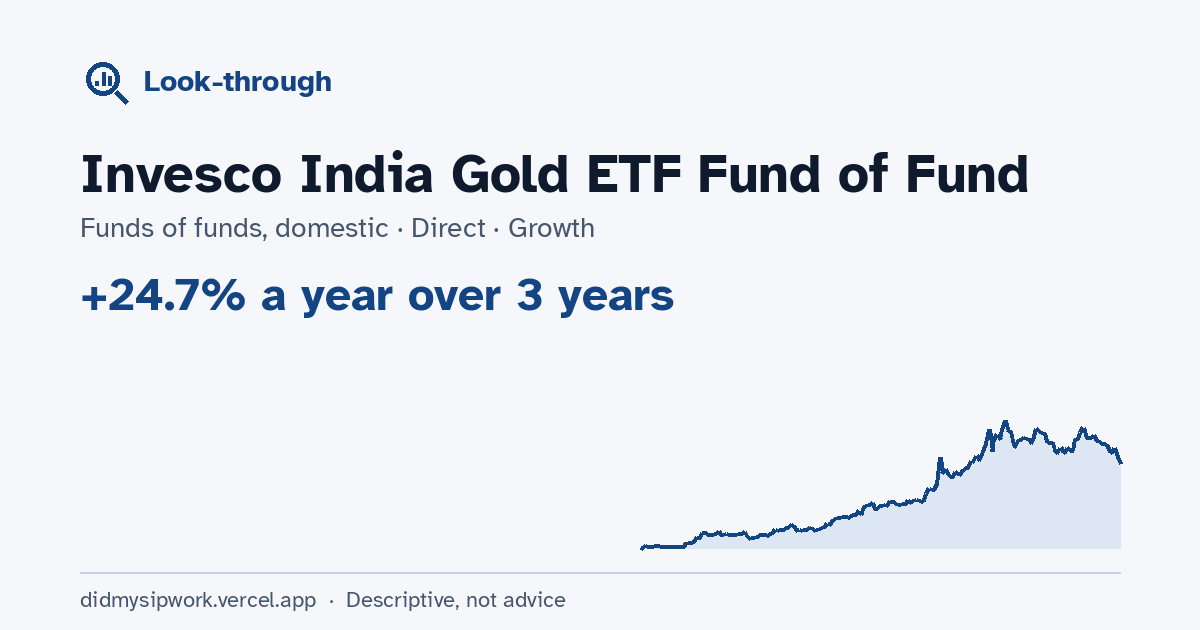 Look-through
Invesco India Gold ETF Fund of Fund
Funds of funds, domestic · Direct · Growth
+24.7% a year over 3 years
didmysipwork.vercel.app · Descriptive, not advice